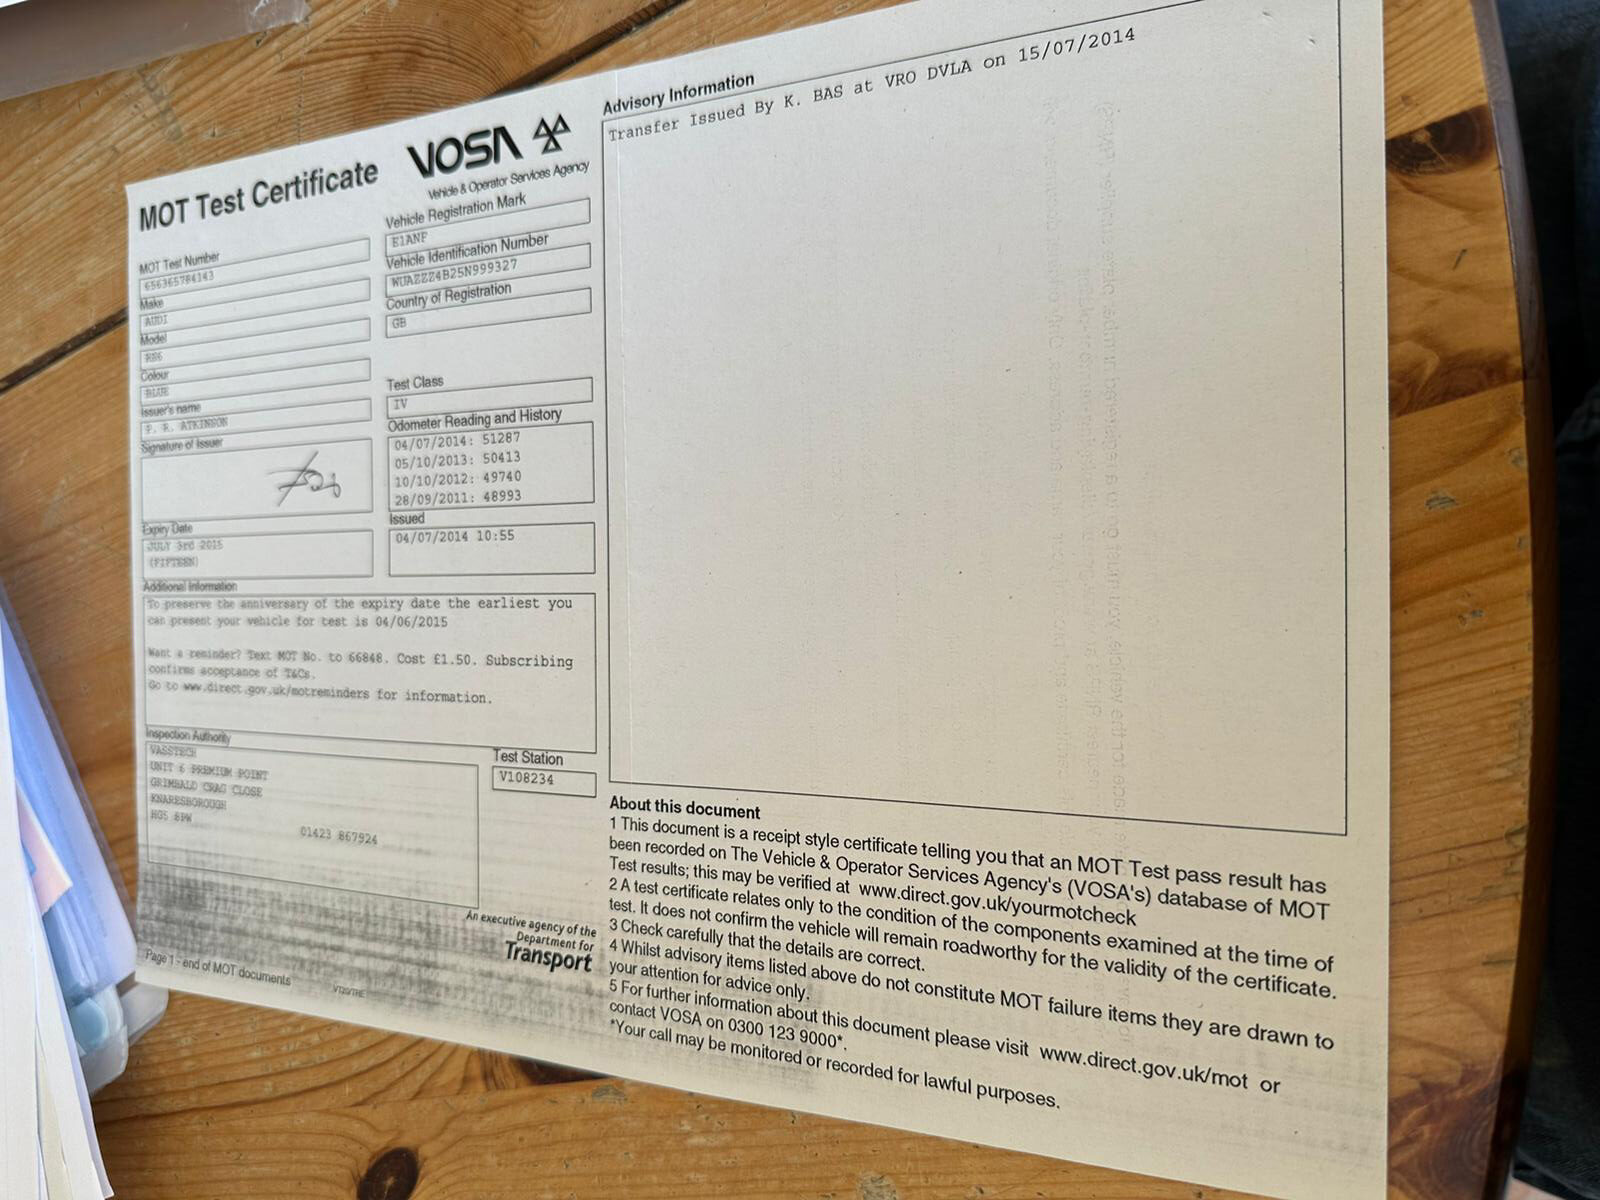 MOT Test Certificate
VOSA
Vehicle & Operator Services Agency
MOT Test Number
656365784143
Make
AUDI
Model
RS6
Colour
BLUE
Issuer's name
P. R. ATKINSON
Signature of Issuer
Expiry Date
JULY 3rd 2015
(FIFTEEN)
Vehicle Registration Mark
E1ANF
Vehicle Identification Number
WUAZZZ4B25N999327
Country of Registration
GB
Test Class
IV
Odometer Reading and History
04/07/2014: 51287
05/10/2013: 50413
10/10/2012: 49740
28/09/2011: 48993
Issued
04/07/2014 10:55
Additional Information
To preserve the anniversary of the expiry date the earliest you
can present your vehicle for test is 04/06/2015
Want a reminder? Text MOT No. to 66848. Cost £1.50. Subscribing
confirms acceptance of T&Cs.
Go to www.direct.gov.uk/motreminders for information.
Inspection Authority
VASSTECH
UNIT 6 PREMIUM POINT
GRIMBALD CRAG CLOSE
KNARESBOROUGH
HG5 8PW
01423 867924
Test Station
V108234
An executive agency of the
Department for
Transport
Page 1 - end of MOT documents
Advisory Information
Transfer Issued By K. BAS at VRO DVLA on 15/07/2014
About this document
1 This document is a receipt style certificate telling you that an MOT Test pass result has
been recorded on The Vehicle & Operator Services Agency's (VOSA's) database of MOT
Test results; this may be verified at www.direct.gov.uk/yourmotcheck
2 A test certificate relates only to the condition of the components examined at the time of
test. It does not confirm the vehicle will remain roadworthy for the validity of the certificate.
3 Check carefully that the details are correct.
4 Whilst advisory items listed above do not constitute MOT failure items they are drawn to
your attention for advice only.
5 For further information about this document please visit www.direct.gov.uk/mot or
contact VOSA on 0300 123 9000*.
*Your call may be monitored or recorded for lawful purposes.